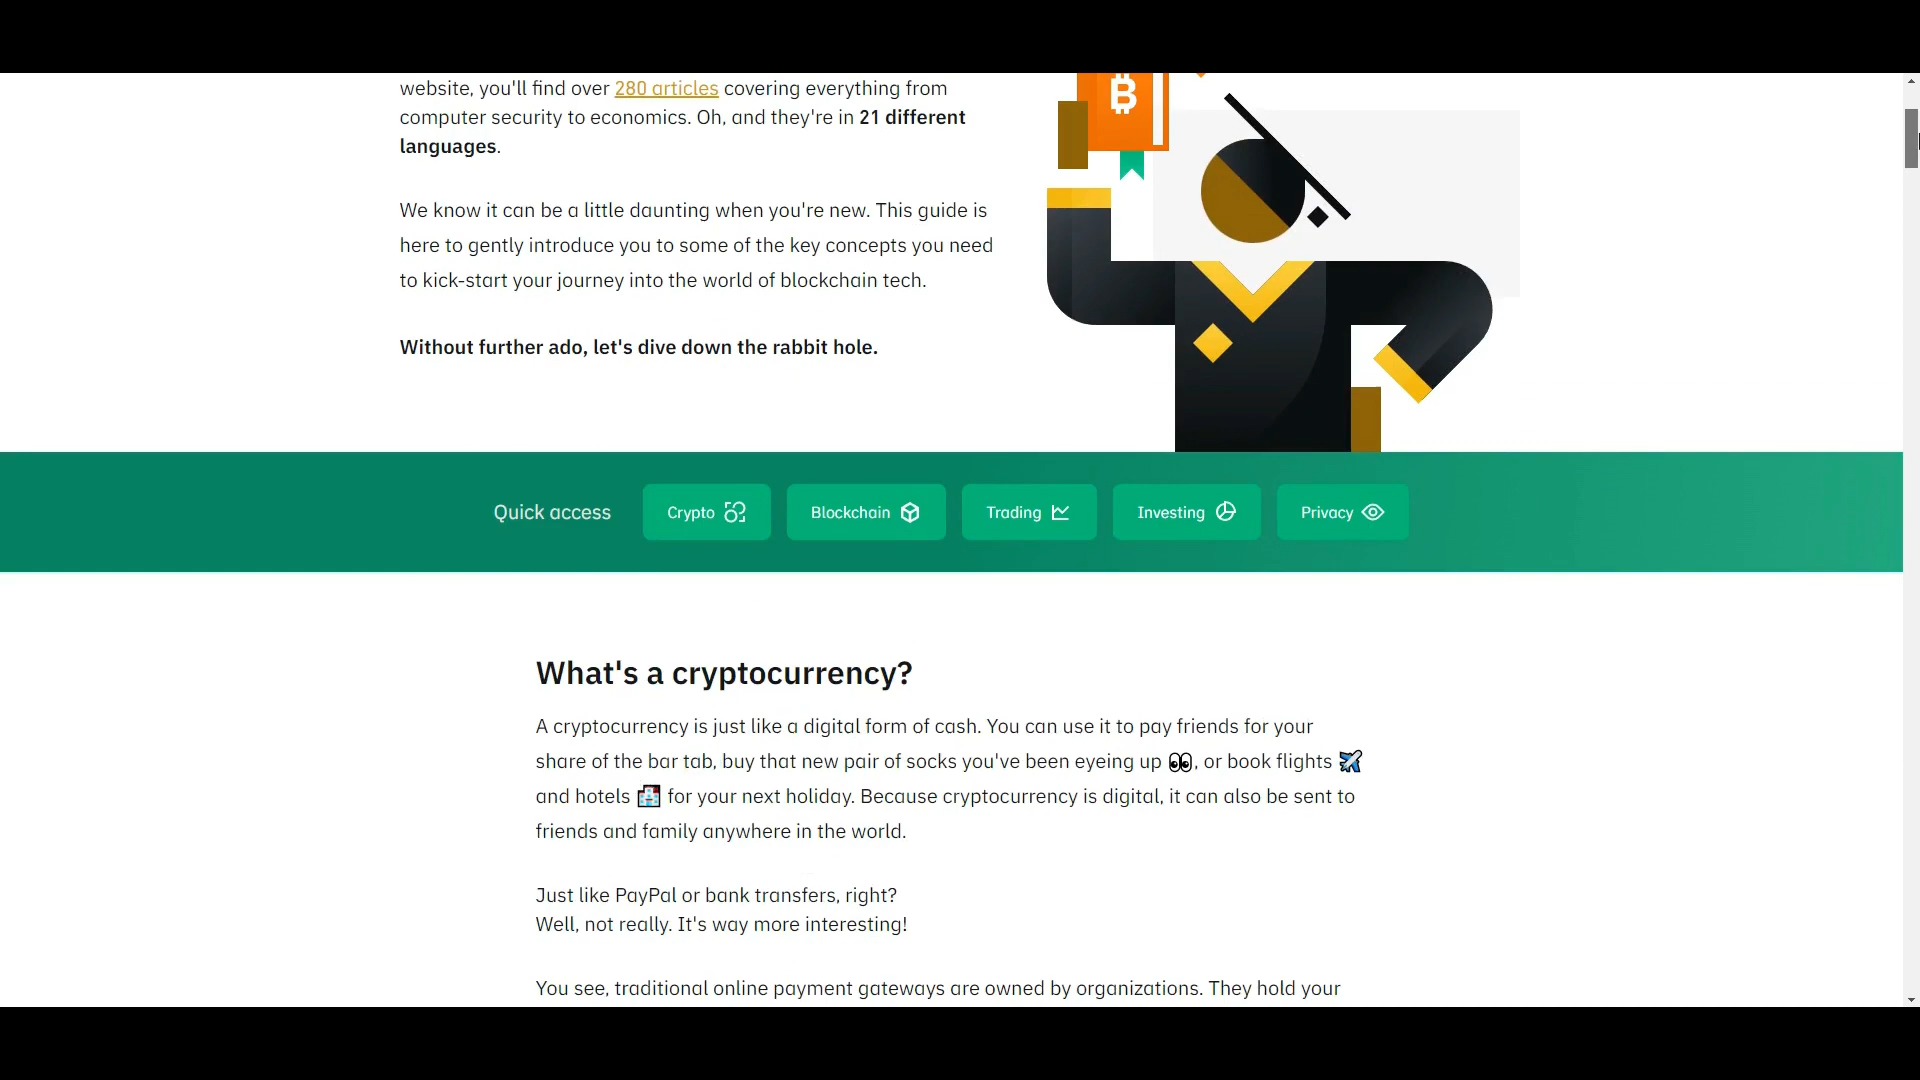 website, you'll find over 280 articles covering everything from
computer security to economics. Oh, and they're in 21 different
languages.
We know it can be a little daunting when you're new. This guide is
here to gently introduce you to some of the key concepts you need
to kick-start your journey into the world of blockchain tech.
Without further ado, let's dive down the rabbit hole.
Quick access Crypto Blockchain Trading Investing Privacy
What's a cryptocurrency?
A cryptocurrency is just like a digital form of cash. You can use it to pay friends for your
share of the bar tab, buy that new pair of socks you've been eyeing up 👀, or book flights ✈️
and hotels 🏨 for your next holiday. Because cryptocurrency is digital, it can also be sent to
friends and family anywhere in the world.
Just like PayPal or bank transfers, right?
Well, not really. It's way more interesting!
You see, traditional online payment gateways are owned by organizations. They hold your